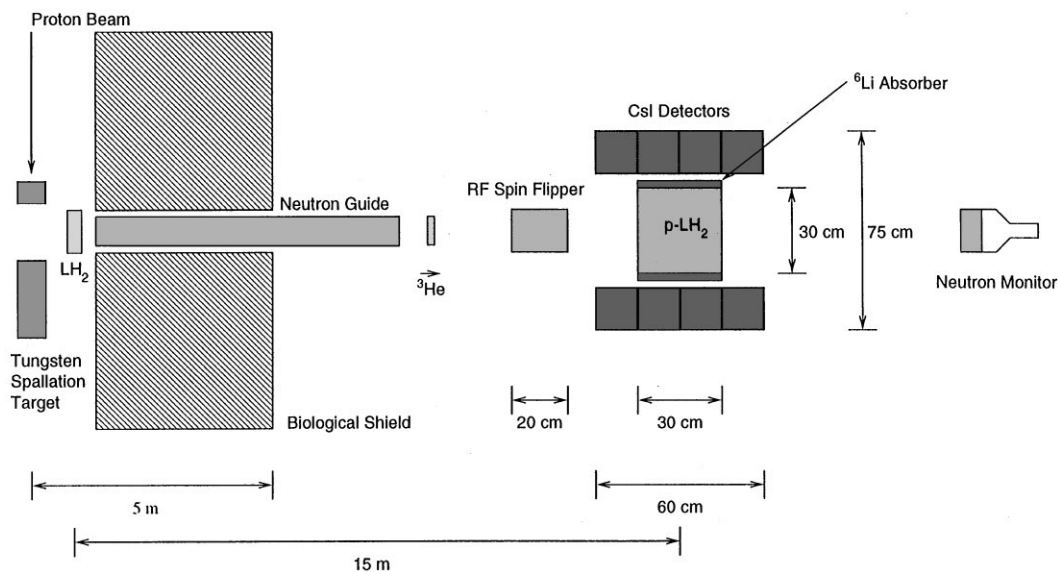 Proton Beam
⁶Li Absorber
CsI Detectors
RF Spin Flipper
Neutron Guide
p-LH₂
30 cm
75 cm
LH₂
³He
Neutron Monitor
Tungsten
Spallation
Target
Biological Shield
20 cm
30 cm
5 m
60 cm
15 m